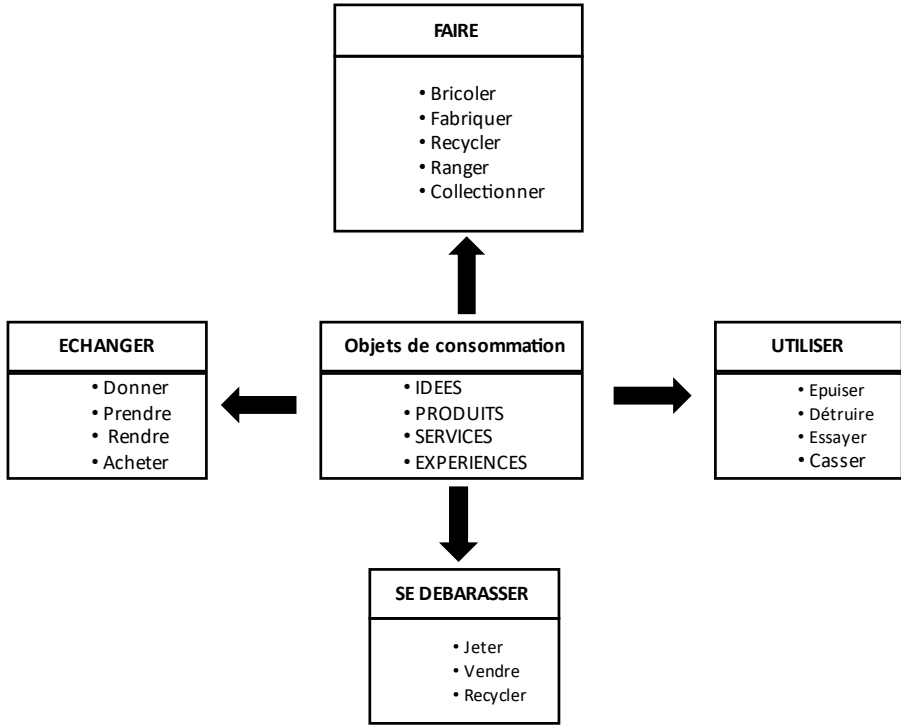 FAIRE
• Bricoler
• Fabriquer
• Recycler
• Ranger
• Collectionner
ECHANGER
• Donner
• Prendre
• Rendre
• Acheter
Objets de consommation
• IDEES
• PRODUITS
• SERVICES
• EXPERIENCES
UTILISER
• Epuiser
• Détruire
• Essayer
• Casser
SE DEBARASSER
• Jeter
• Vendre
• Recycler